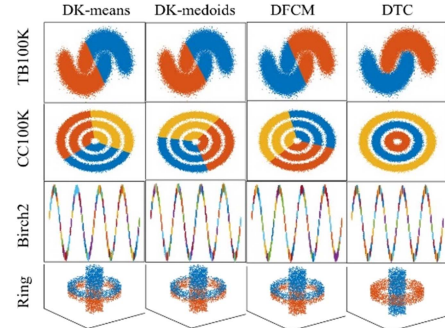 DK-means DK-medoids DFCM DTC
TB100K
CC100K
Birch2
Ring